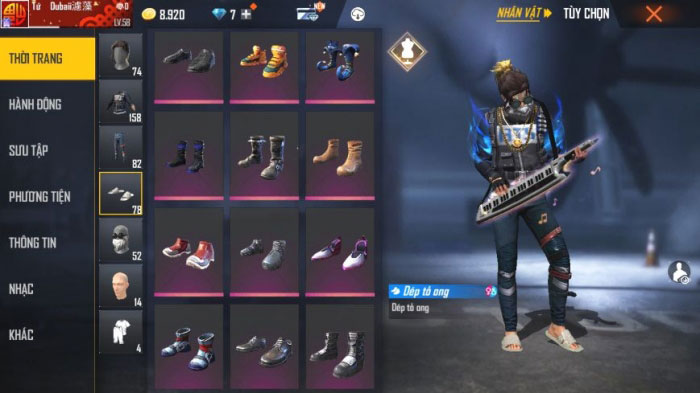 Tứ Dubaii
LV.58
8.920
7
NEW
NHÂN VẬT
TÙY CHỌN
THỜI TRANG
HÀNH ĐỘNG
SƯU TẬP
PHƯƠNG TIỆN
THÔNG TIN
NHẠC
KHÁC
74
158
82
78
52
14
4
Dép tổ ong
Dép tổ ong